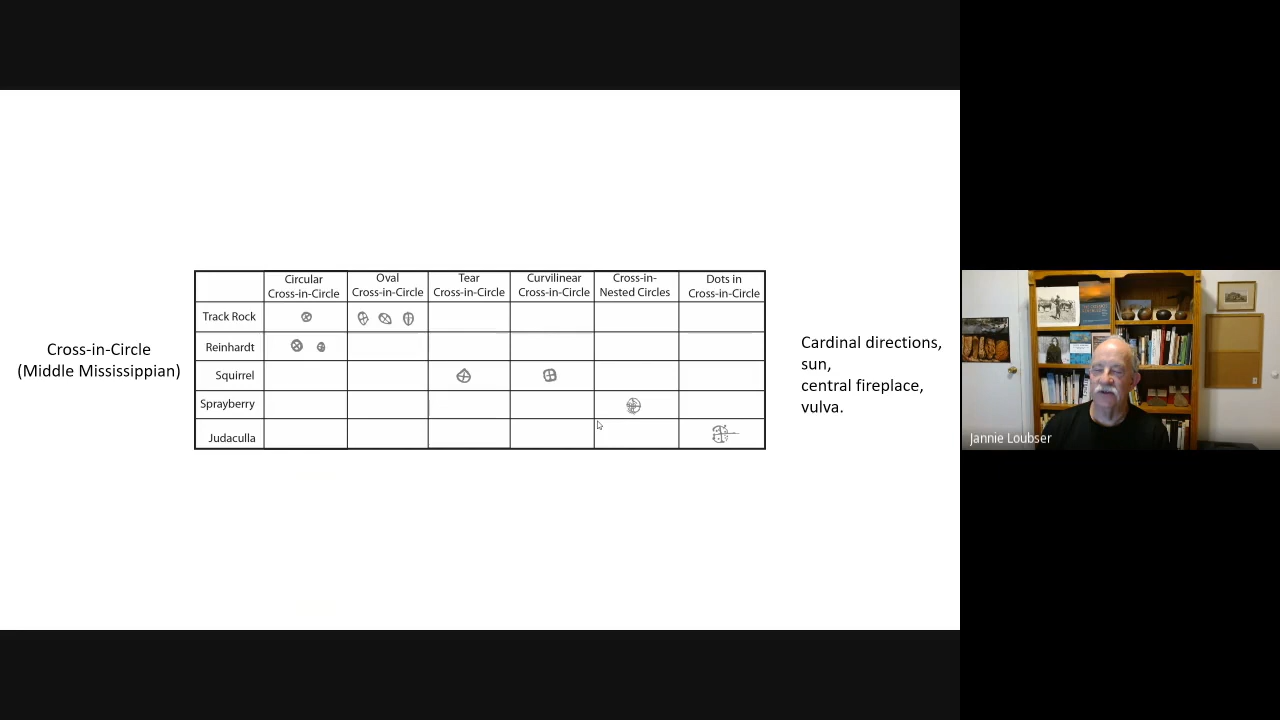 Cross-in-Circle
(Middle Mississippian)
Circular
Cross-in-Circle
Oval
Cross-in-Circle
Tear
Cross-in-Circle
Curvilinear
Cross-in-Circle
Cross-in-
Nested Circles
Dots in
Cross-in-Circle
Track Rock
Reinhardt
Squirrel
Sprayberry
Judaculla
Cardinal directions,
sun,
central fireplace,
vulva.
Jannie Loubser